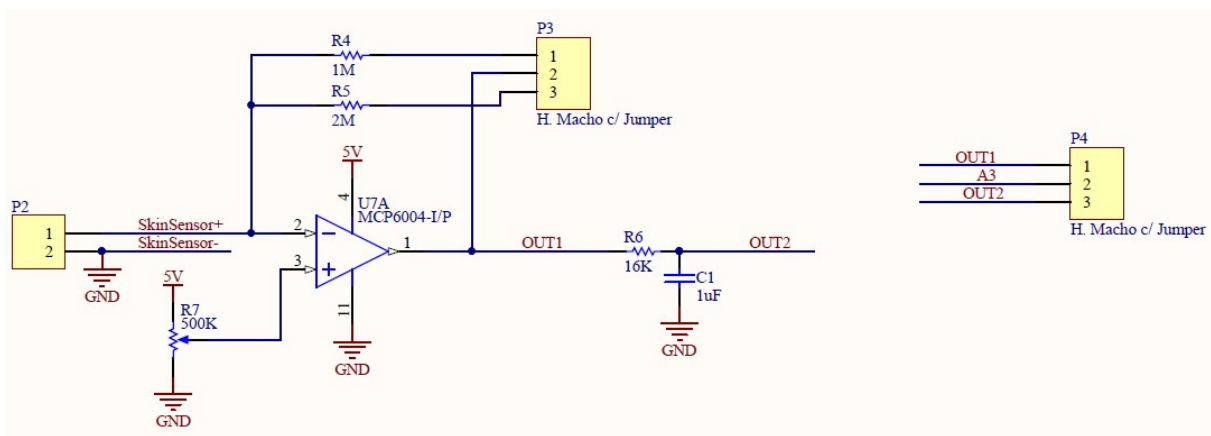 R4
1M
R5
2M
P3
1
2
3
H. Macho c/ Jumper
5V
4
U7A
MCP6004-I/P
P2
1
2
SkinSensor+
SkinSensor-
GND
2
3
1
11
GND
5V
R7
500K
GND
OUT1
R6
16K
OUT2
C1
1uF
GND
P4
OUT1
A3
OUT2
1
2
3
H. Macho c/ Jumper